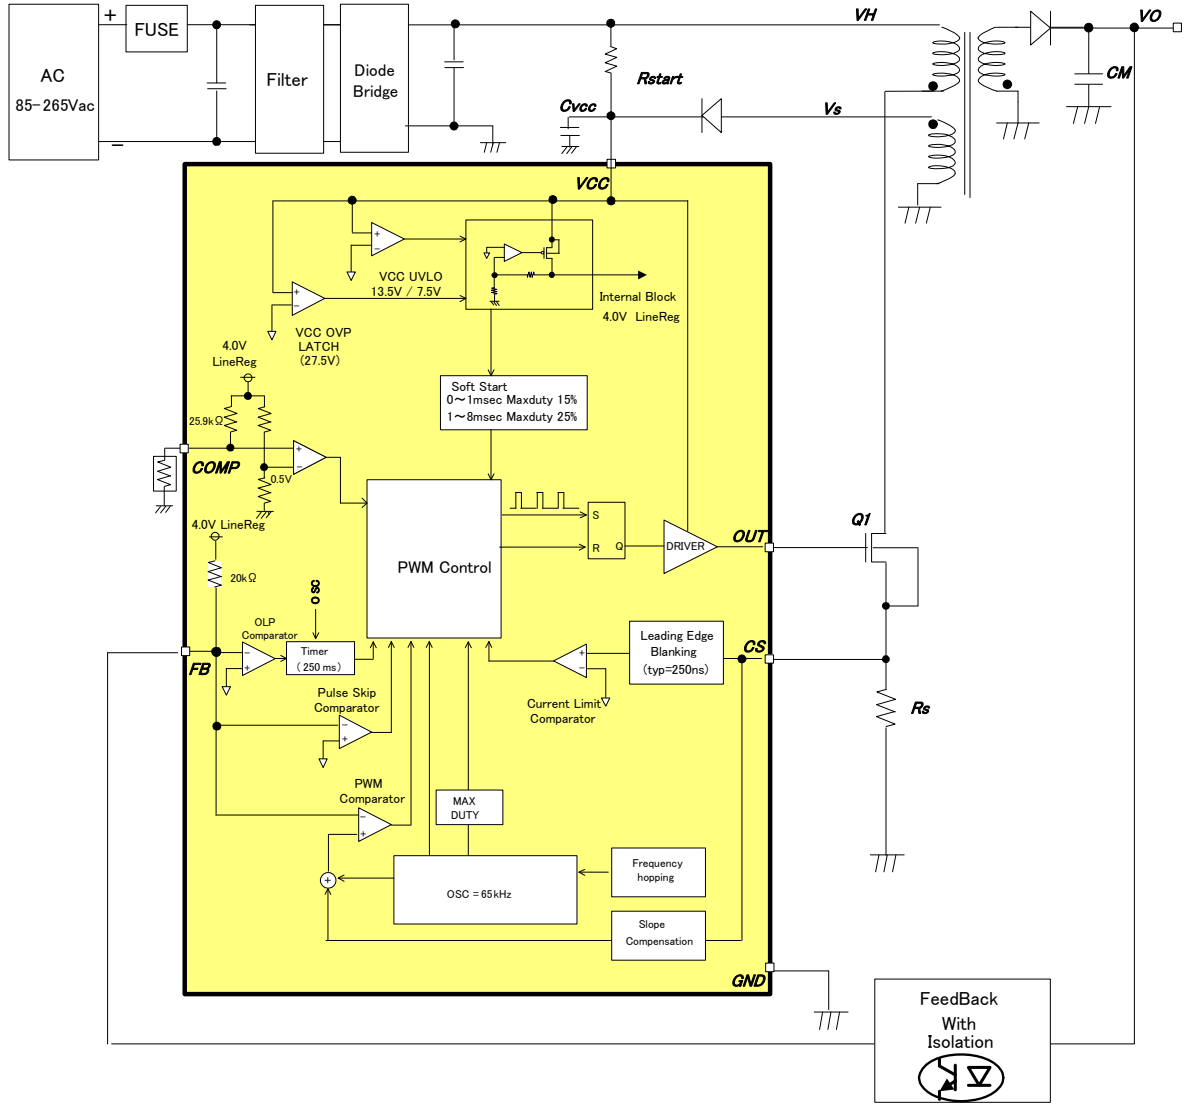 +
FUSE
VH
VO
AC
85-265Vac
Filter
Diode
Bridge
Rstart
CM
Cvcc
Vs
−
VCC
+
−
VCC UVLO
13.5V / 7.5V
Internal Block
4.0V LineReg
+
−
VCC OVP
LATCH
(27.5V)
4.0V
LineReg
Soft Start
0～1msec Maxduty 15%
1～8msec Maxduty 25%
25.9kΩ
COMP
+
−
0.5V
4.0V LineReg
20kΩ
PWM Control
S
R
Q
DRIVER
OUT
Q1
OSC
OLP
Comparator
−
+
Timer
( 250 ms )
FB
Leading Edge
Blanking
(typ=250ns)
CS
+
−
Current Limit
Comparator
Rs
Pulse Skip
Comparator
−
+
PWM
Comparator
−
+
MAX
DUTY
+
OSC = 65kHz
Frequency
hopping
Slope
Compensation
GND
FeedBack
With
Isolation